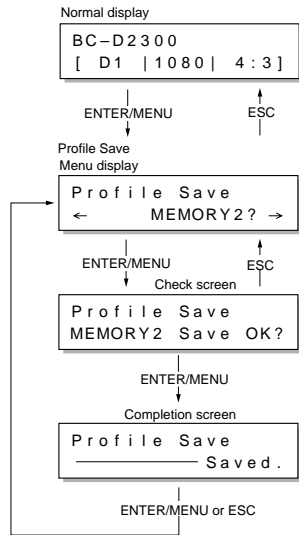 Normal display
BC–D2300
[ D1 |1080| 4:3]
ENTER/MENU ESC
Profile Save
Menu display
Profile Save
← MEMORY2? →
ENTER/MENU ESC
Check screen
Profile Save
MEMORY2 Save OK?
ENTER/MENU
Completion screen
Profile Save
Saved.
ENTER/MENU or ESC